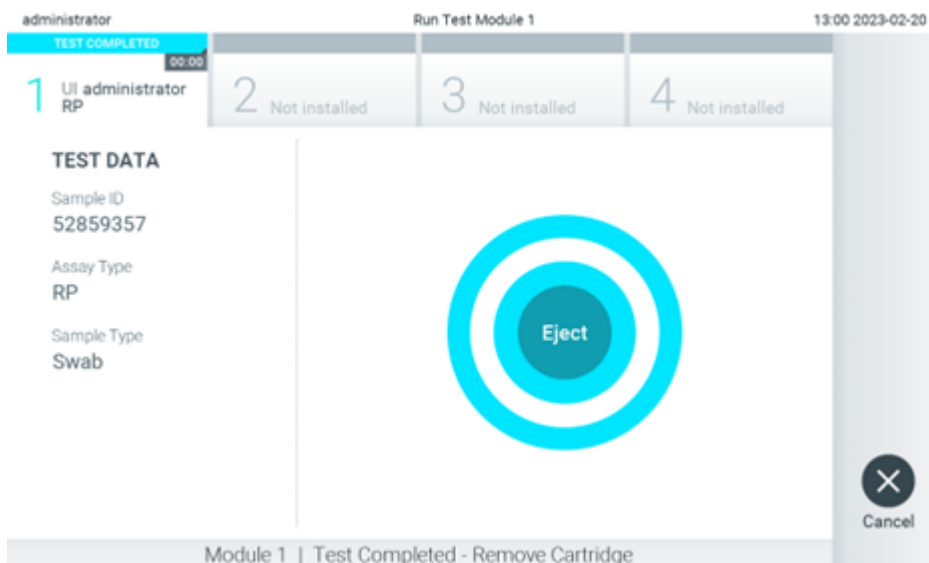 administrator Run Test Module 1 13:00 2023-02-20
TEST COMPLETED
00:00
1 UI administrator
RP
2 Not installed
3 Not installed
4 Not installed
TEST DATA
Sample ID
52859357
Assay Type
RP
Sample Type
Swab
Eject
Cancel
Module 1 | Test Completed - Remove Cartridge